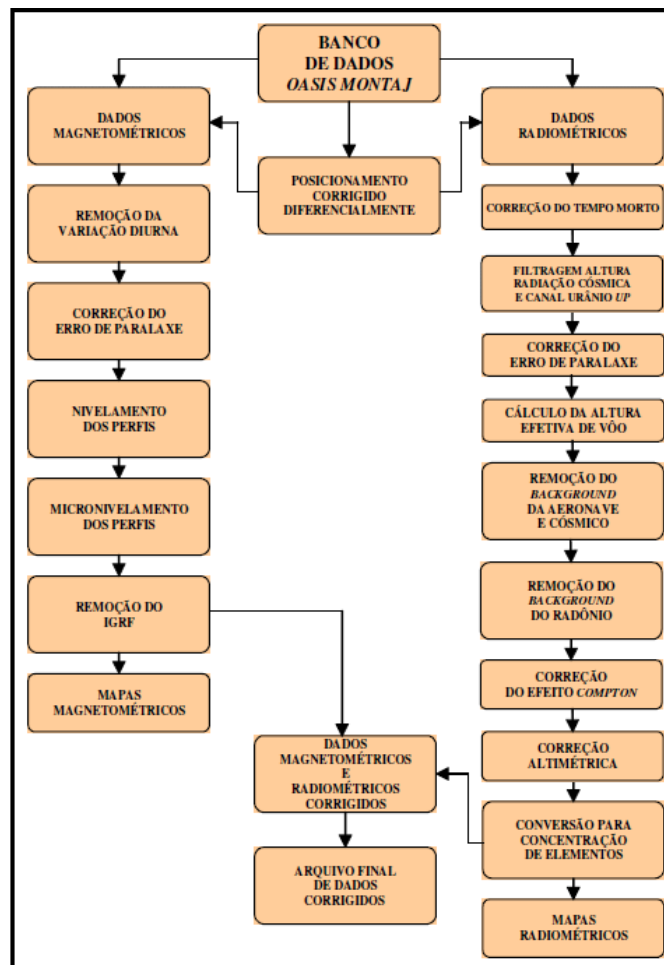 BANCO
DE DADOS
OASIS MONTAJ
DADOS
MAGNETOMÉTRICOS
DADOS
RADIOMÉTRICOS
POSICIONAMENTO
CORRIGIDO
DIFERENCIALMENTE
REMOÇÃO DA
VARIAÇÃO DIURNA
CORREÇÃO DO
ERRO DE PARALAXE
NIVELAMENTO
DOS PERFIS
MICRONIVELAMENTO
DOS PERFIS
REMOÇÃO DO
IGRF
MAPAS
MAGNETOMÉTRICOS
CORREÇÃO DO TEMPO MORTO
FILTRAGEM ALTURA
RADIAÇÃO CÓSMICA
E CANAL URÂNIO UP
CORREÇÃO DO
ERRO DE PARALAXE
CÁLCULO DA ALTURA
EFETIVA DE VÔO
REMOÇÃO DO
BACKGROUND
DA AERONAVE
E CÓSMICO
REMOÇÃO DO
BACKGROUND
DO RADÔNIO
CORREÇÃO
DO EFEITO COMPTON
CORREÇÃO
ALTIMÉTRICA
CONVERSÃO PARA
CONCENTRAÇÃO
DE ELEMENTOS
MAPAS
RADIOMÉTRICOS
DADOS
MAGNETOMÉTRICOS
E
RADIOMÉTRICOS
CORRIGIDOS
ARQUIVO FINAL
DE DADOS
CORRIGIDOS